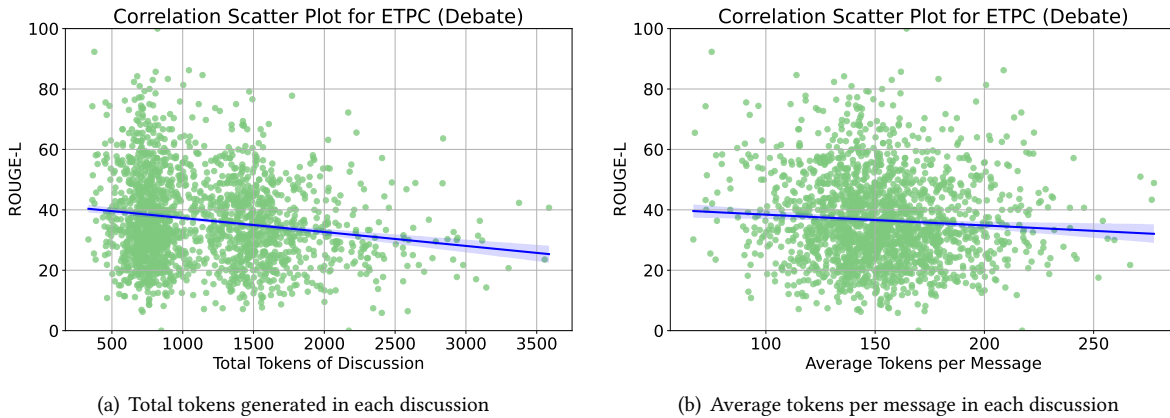 Correlation Scatter Plot for ETPC (Debate)
100
80
60
40
20
0
ROUGE-L
500 1000 1500 2000 2500 3000 3500
Total Tokens of Discussion
(a) Total tokens generated in each discussion
Correlation Scatter Plot for ETPC (Debate)
100
80
60
40
20
0
ROUGE-L
100 150 200 250
Average Tokens per Message
(b) Average tokens per message in each discussion